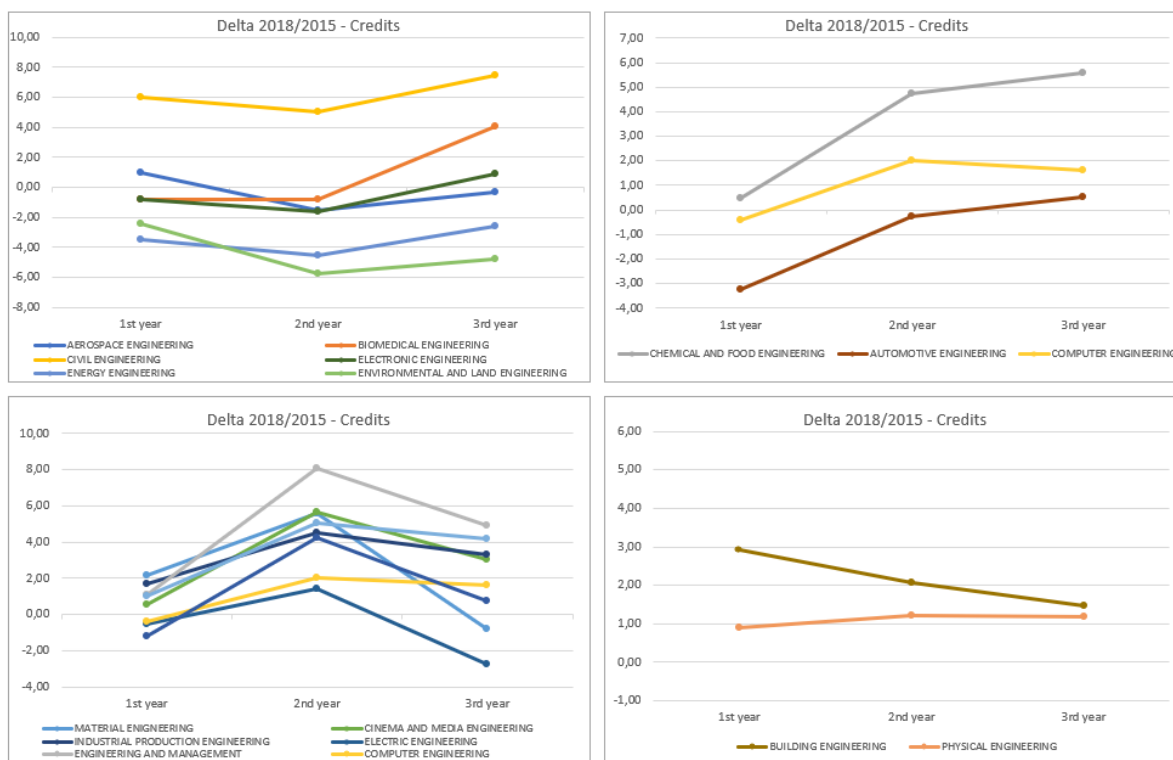 Delta 2018/2015 - Credits
10,00
8,00
6,00
4,00
2,00
0,00
-2,00
-4,00
-6,00
-8,00
1st year 2nd year 3rd year
AEROSPACE ENGINEERING BIOMEDICAL ENGINEERING
CIVIL ENGINEERING ELECTRONIC ENGINEERING
ENERGY ENGINEERING ENVIRONMENTAL AND LAND ENGINEERING
Delta 2018/2015 - Credits
7,00
6,00
5,00
4,00
3,00
2,00
1,00
0,00
-1,00
-2,00
-3,00
-4,00
1st year 2nd year 3rd year
CHEMICAL AND FOOD ENGINEERING AUTOMOTIVE ENGINEERING COMPUTER ENGINEERING
Delta 2018/2015 - Credits
10,00
8,00
6,00
4,00
2,00
0,00
-2,00
-4,00
1st year 2nd year 3rd year
MATERIAL ENIGNEERING CINEMA AND MEDIA ENGINEERING
INDUSTRIAL PRODUCTION ENGINEERING ELECTRIC ENGINEERING
ENGINEERING AND MANAGEMENT COMPUTER ENGINEERING
Delta 2018/2015 - Credits
6,00
5,00
4,00
3,00
2,00
1,00
0,00
-1,00
1st year 2nd year 3rd year
BUILDING ENGINEERING PHYSICAL ENGINEERING